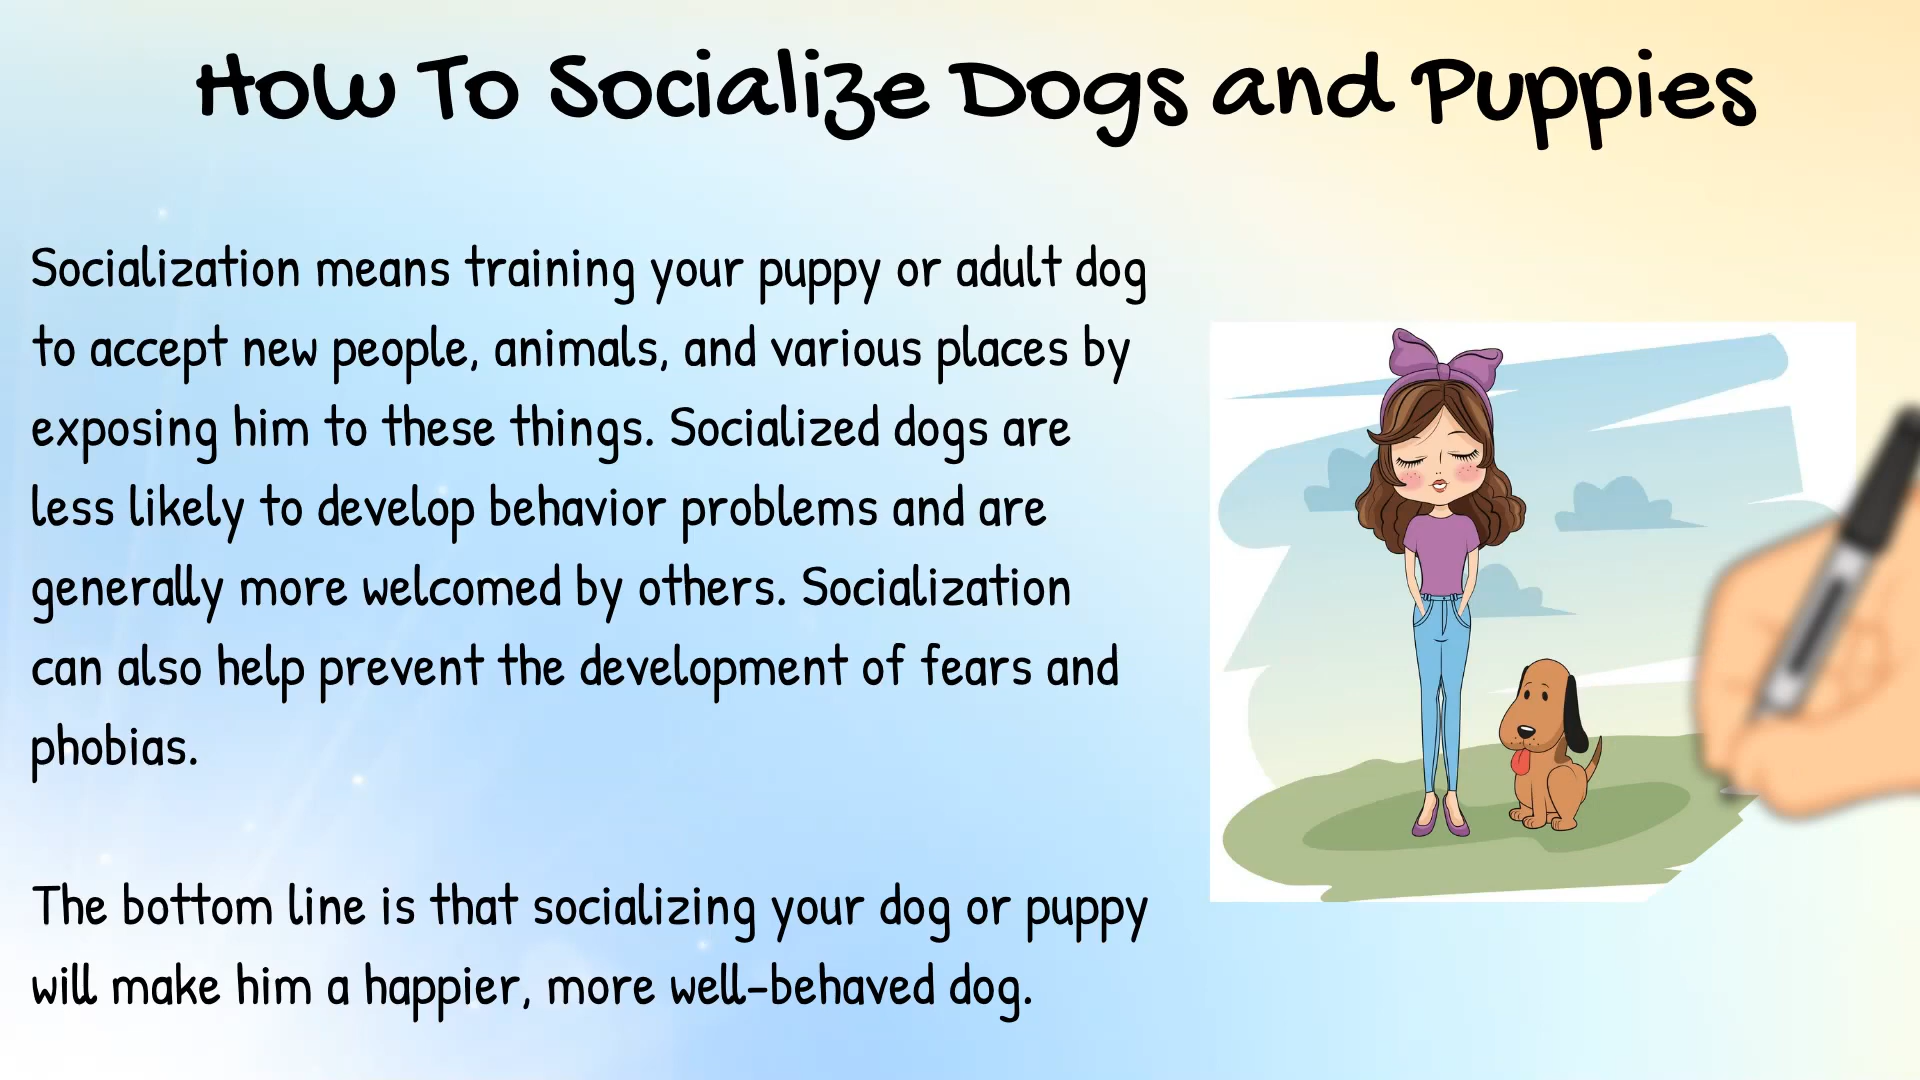 How To Socialize Dogs and Puppies
Socialization means training your puppy or adult dog
to accept new people, animals, and various places by
exposing him to these things. Socialized dogs are
less likely to develop behavior problems and are
generally more welcomed by others. Socialization
can also help prevent the development of fears and
phobias.
The bottom line is that socializing your dog or puppy
will make him a happier, more well-behaved dog.